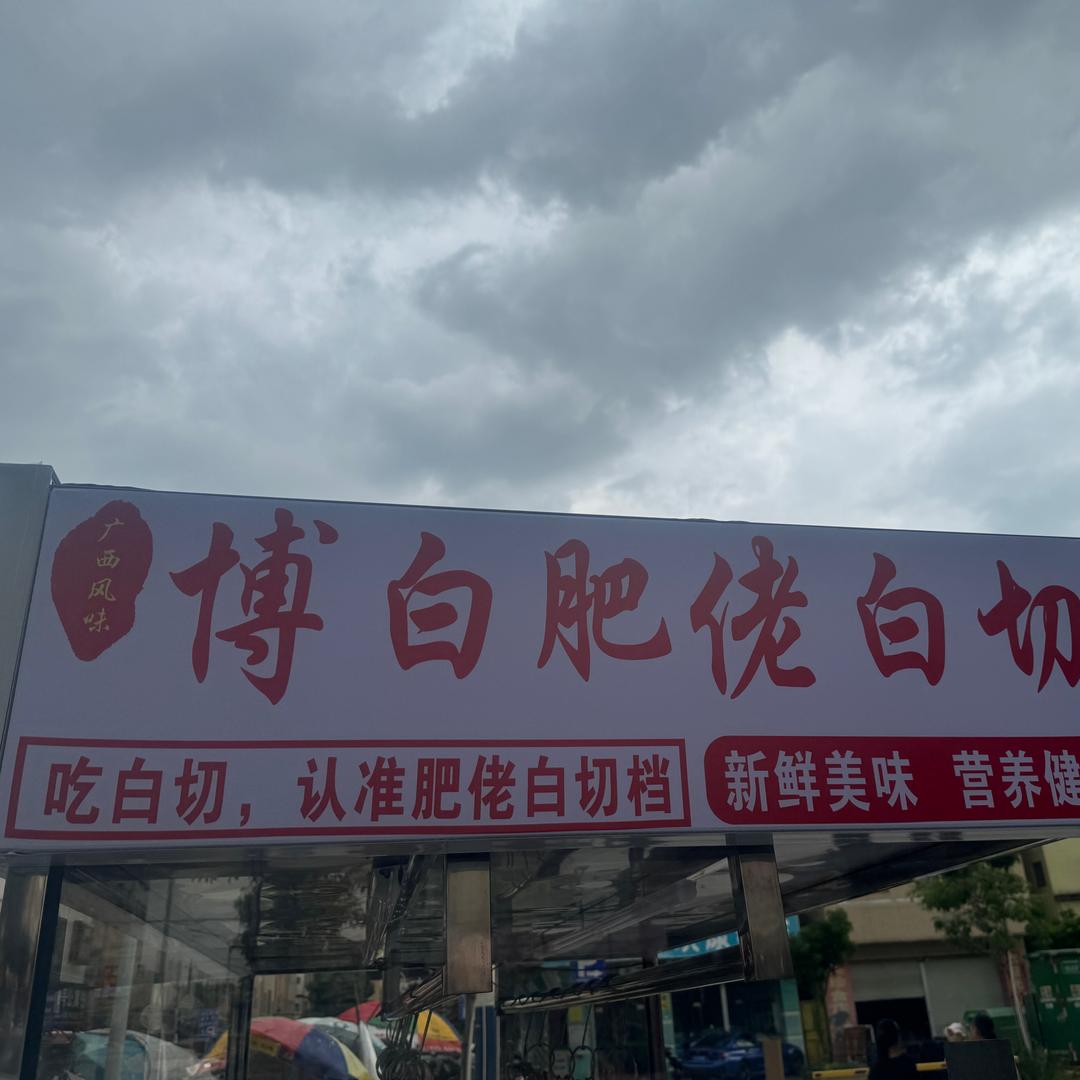 广西风味
博白肥佬白切
吃白切，认准肥佬白切档
新鲜美味 营养健